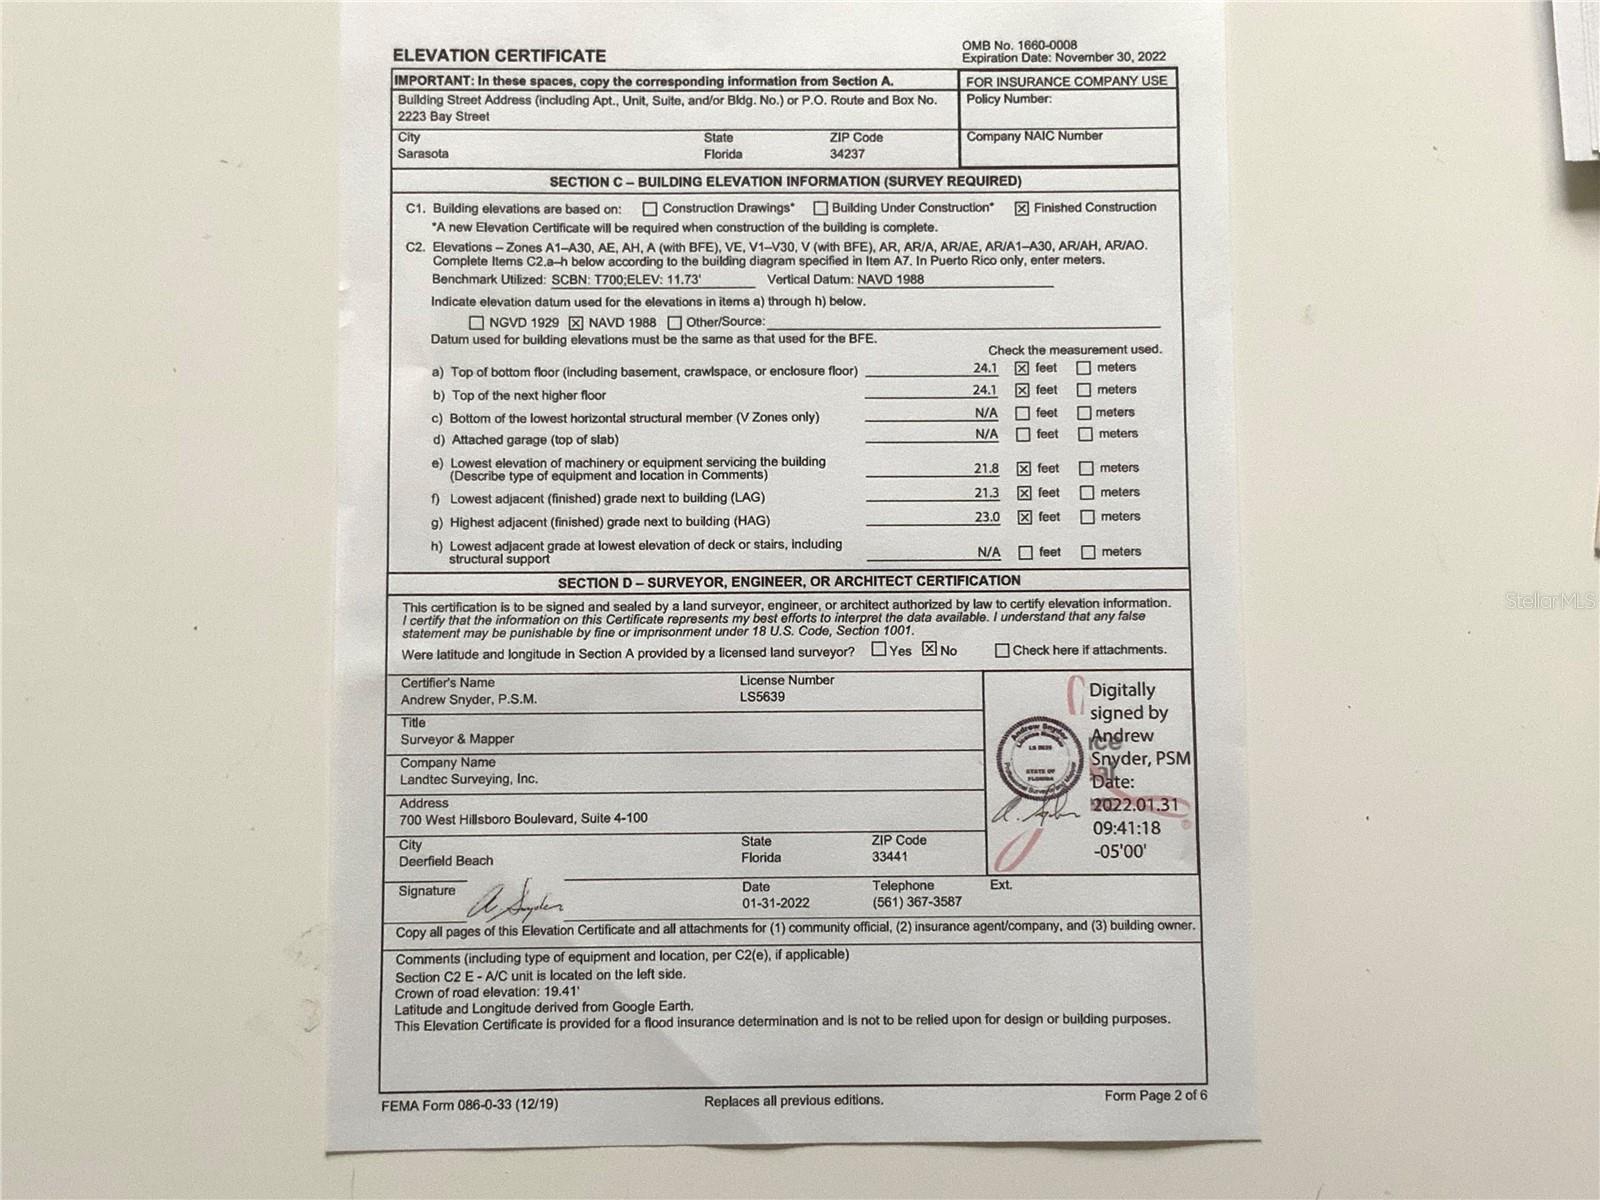 ELEVATION CERTIFICATE
OMB No. 1660-0008
Expiration Date: November 30, 2022
IMPORTANT: In these spaces, copy the corresponding information from Section A.
FOR INSURANCE COMPANY USE
Building Street Address (including Apt., Unit, Suite, and/or Bldg. No.) or P.O. Route and Box No.
2223 Bay Street
Policy Number:
City State ZIP Code
Sarasota Florida 34237
Company NAIC Number
SECTION C – BUILDING ELEVATION INFORMATION (SURVEY REQUIRED)
C1. Building elevations are based on: ☐ Construction Drawings* ☐ Building Under Construction* ☒ Finished Construction
*A new Elevation Certificate will be required when construction of the building is complete.
C2. Elevations – Zones A1–A30, AE, AH, A (with BFE), VE, V1–V30, V (with BFE), AR, AR/A, AR/AE, AR/A1–A30, AR/AH, AR/AO.
Complete Items C2.a–h below according to the building diagram specified in Item A7. In Puerto Rico only, enter meters.
Benchmark Utilized: SCBN: T700;ELEV: 11.73' Vertical Datum: NAVD 1988
Indicate elevation datum used for the elevations in items a) through h) below.
☐ NGVD 1929 ☒ NAVD 1988 ☐ Other/Source:
Datum used for building elevations must be the same as that used for the BFE.
Check the measurement used.
a) Top of bottom floor (including basement, crawlspace, or enclosure floor) 24.1 ☒ feet ☐ meters
b) Top of the next higher floor 24.1 ☒ feet ☐ meters
c) Bottom of the lowest horizontal structural member (V Zones only) N/A ☐ feet ☐ meters
d) Attached garage (top of slab) N/A ☐ feet ☐ meters
e) Lowest elevation of machinery or equipment servicing the building
(Describe type of equipment and location in Comments) 21.8 ☒ feet ☐ meters
f) Lowest adjacent (finished) grade next to building (LAG) 21.3 ☒ feet ☐ meters
g) Highest adjacent (finished) grade next to building (HAG) 23.0 ☒ feet ☐ meters
h) Lowest adjacent grade at lowest elevation of deck or stairs, including
structural support N/A ☐ feet ☐ meters
SECTION D – SURVEYOR, ENGINEER, OR ARCHITECT CERTIFICATION
This certification is to be signed and sealed by a land surveyor, engineer, or architect authorized by law to certify elevation information.
I certify that the information on this Certificate represents my best efforts to interpret the data available. I understand that any false
statement may be punishable by fine or imprisonment under 18 U.S. Code, Section 1001.
Were latitude and longitude in Section A provided by a licensed land surveyor? ☐ Yes ☒ No ☐ Check here if attachments.
Certifier's Name License Number
Andrew Snyder, P.S.M. LS5639
Title
Surveyor & Mapper
Company Name
Landtec Surveying, Inc.
Address
700 West Hillsboro Boulevard, Suite 4-100
City State ZIP Code
Deerfield Beach Florida 33441
Andrew Snyder
License Number
LS 5639
STATE OF
FLORIDA
Professional Surveyor and Mapper
A. Snyder
Digitally
signed by
Andrew
Snyder, PSM
Date:
2022.01.31
09:41:18
-05'00'
Signature A. Snyder
Date Telephone Ext.
01-31-2022 (561) 367-3587
Copy all pages of this Elevation Certificate and all attachments for (1) community official, (2) insurance agent/company, and (3) building owner.
Comments (including type of equipment and location, per C2(e), if applicable)
Section C2 E - A/C unit is located on the left side.
Crown of road elevation: 19.41'
Latitude and Longitude derived from Google Earth.
This Elevation Certificate is provided for a flood insurance determination and is not to be relied upon for design or building purposes.
FEMA Form 086-0-33 (12/19) Replaces all previous editions. Form Page 2 of 6
StellarMLS